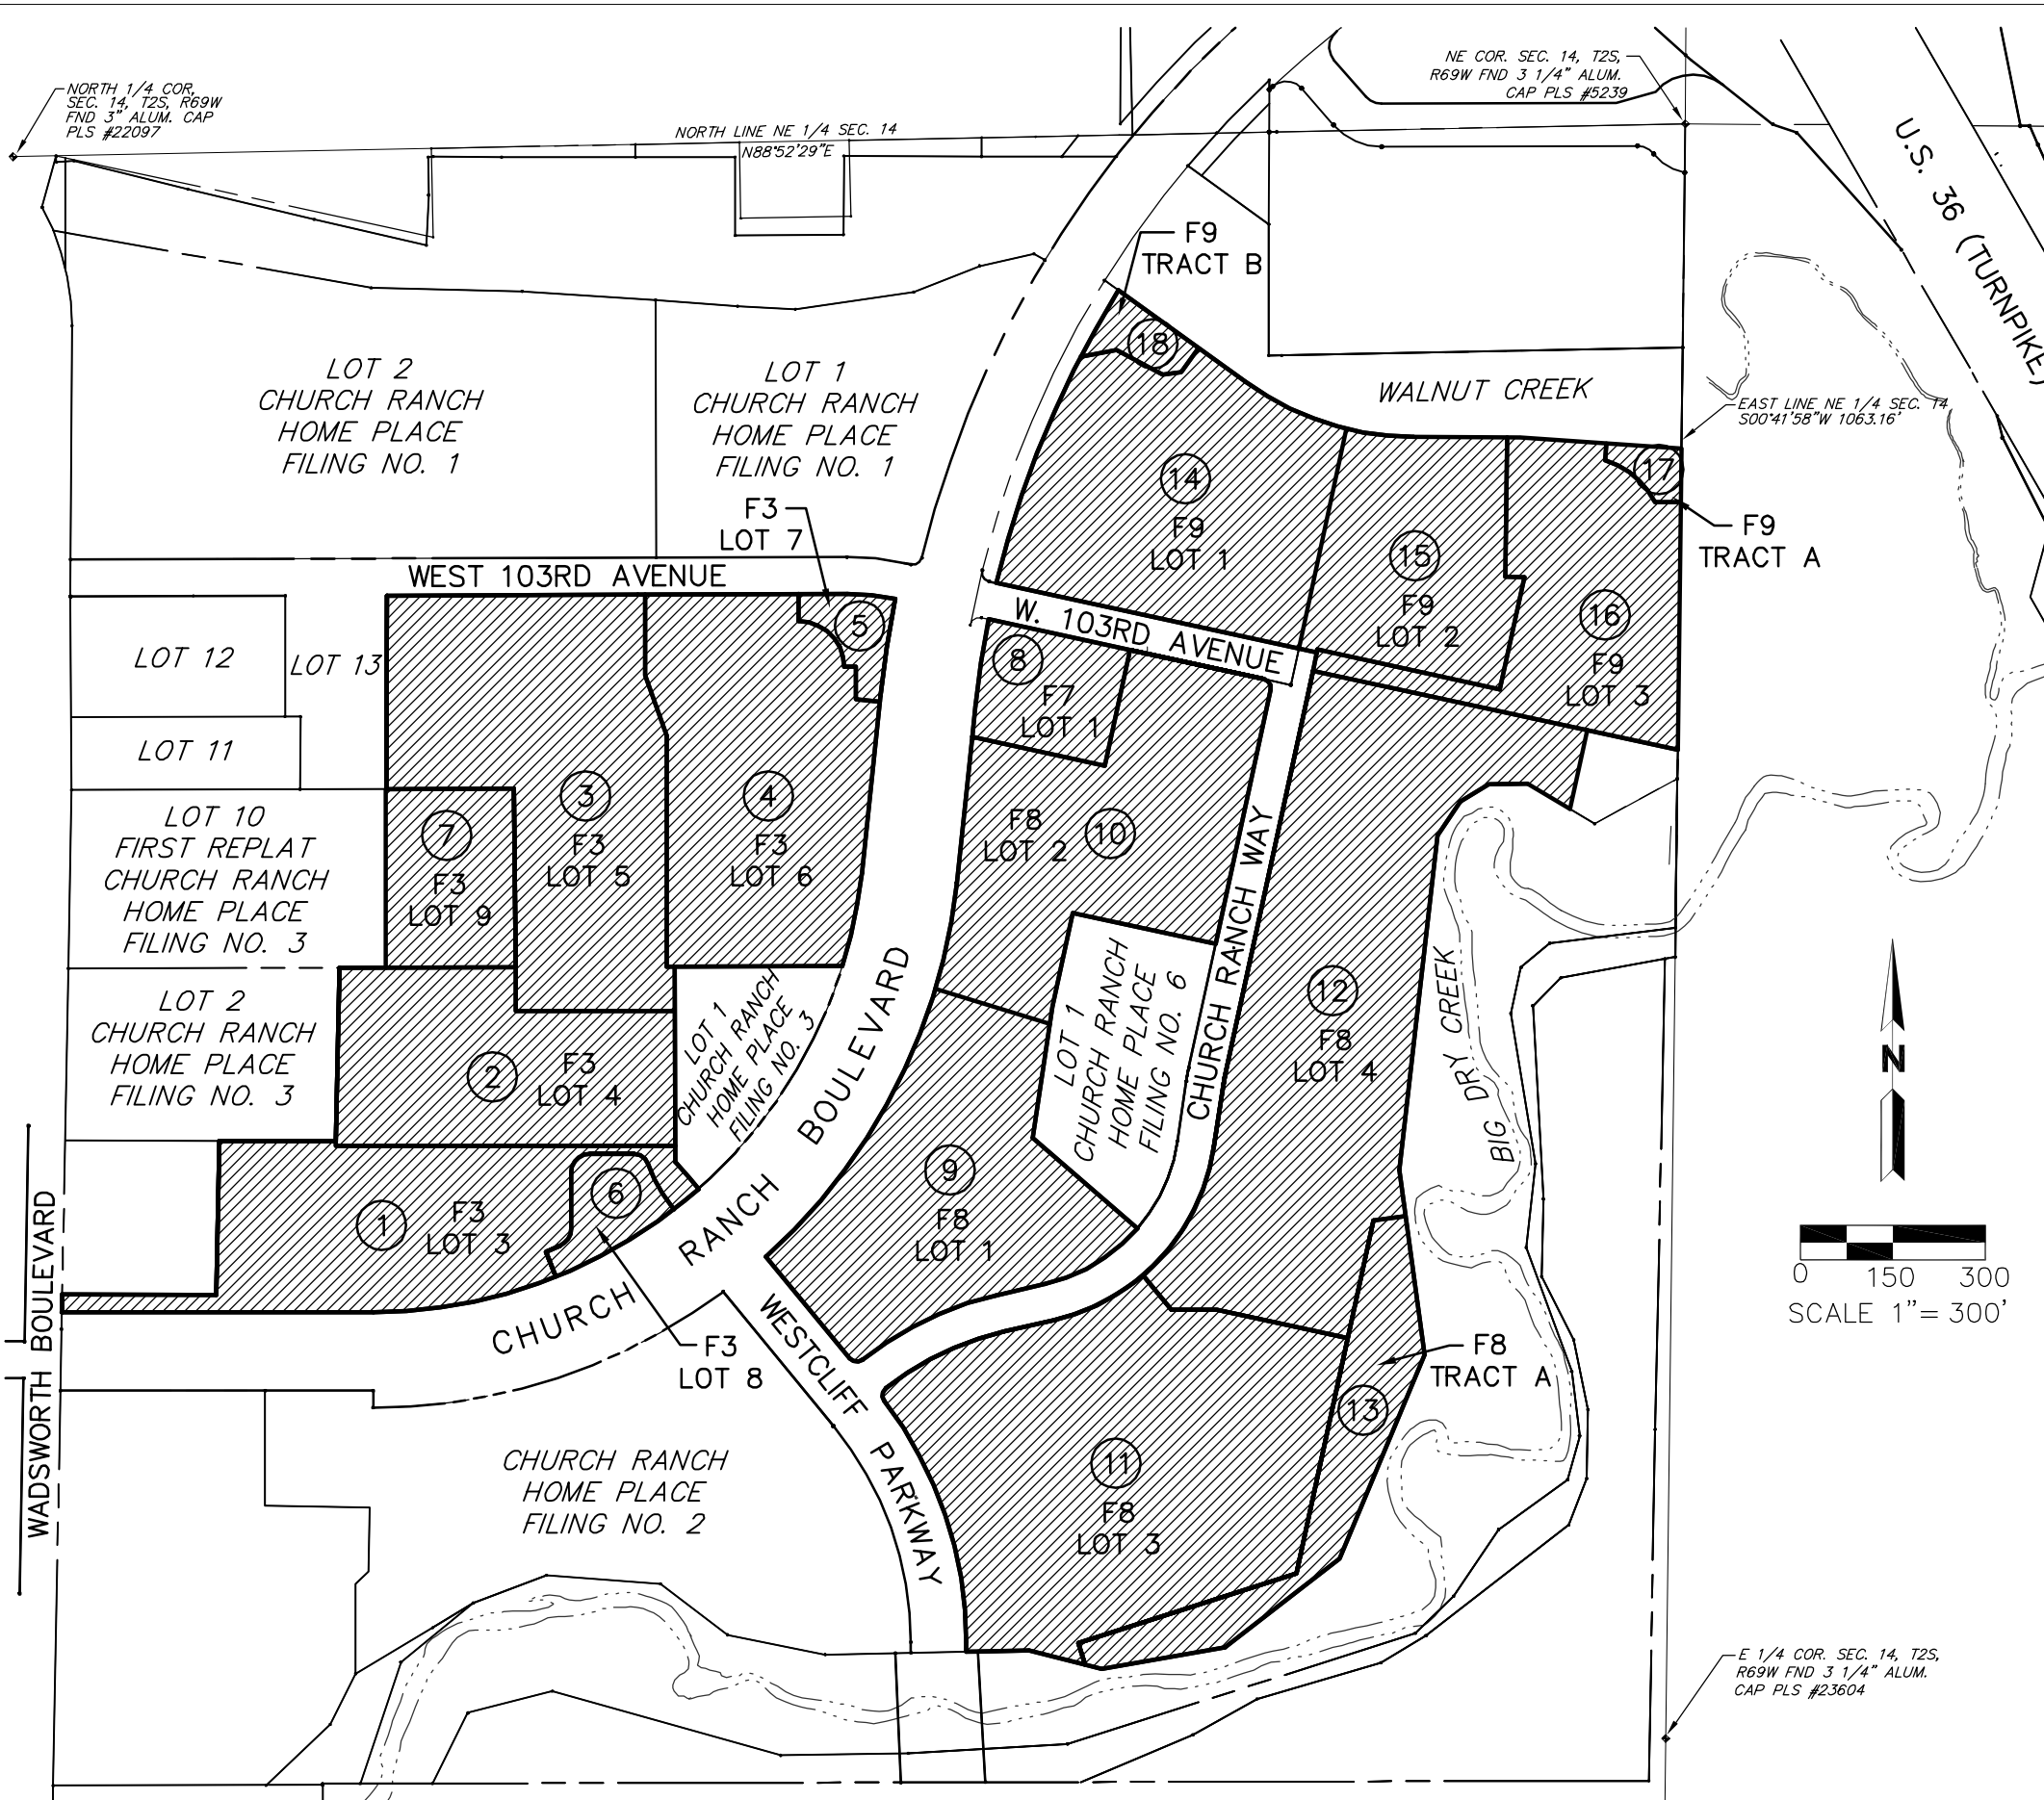 NORTH 1/4 COR,
SEC. 14, T2S, R69W
FND 3" ALUM. CAP
PLS #22097
NORTH LINE NE 1/4 SEC. 14
N88°52'29"E
NE COR. SEC. 14, T2S,
R69W FND 3 1/4" ALUM.
CAP PLS #5239
U.S. 36 (TURNPIKE)
F9
TRACT B
18
LOT 2
CHURCH RANCH
HOME PLACE
FILING NO. 1
LOT 1
CHURCH RANCH
HOME PLACE
FILING NO. 1
WALNUT CREEK
EAST LINE NE 1/4 SEC. 14
S00°41'58"W 1063.16'
17
F9
TRACT A
14
F9
LOT 1
15
F9
LOT 2
16
F9
LOT 3
F3
LOT 7
5
WEST 103RD AVENUE
W. 103RD AVENUE
LOT 12
LOT 13
LOT 11
8
F7
LOT 1
3
F3
LOT 5
4
F3
LOT 6
7
F3
LOT 9
LOT 10
FIRST REPLAT
CHURCH RANCH
HOME PLACE
FILING NO. 3
F8
LOT 2
10
CHURCH RANCH WAY
LOT 2
CHURCH RANCH
HOME PLACE
FILING NO. 3
2
F3
LOT 4
LOT 1
CHURCH RANCH
HOME PLACE
FILING NO. 3
LOT 1
CHURCH RANCH
HOME PLACE
FILING NO. 6
12
F8
LOT 4
BIG DRY CREEK
N
0 150 300
SCALE 1"= 300'
1
F3
LOT 3
6
9
F8
LOT 1
CHURCH RANCH BOULEVARD
F3
LOT 8
WADSWORTH BOULEVARD
WESTCLIFF PARKWAY
F8
TRACT A
13
11
F8
LOT 3
CHURCH RANCH
HOME PLACE
FILING NO. 2
E 1/4 COR. SEC. 14, T2S,
R69W FND 3 1/4" ALUM.
CAP PLS #23604